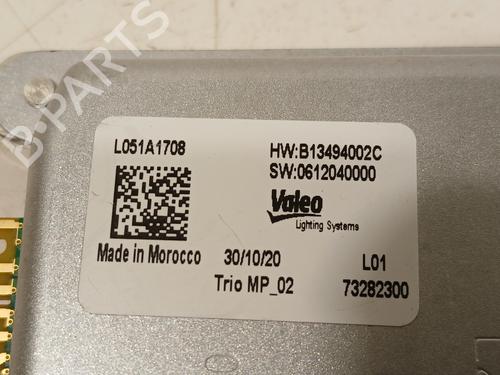 L051A1708
HW:B13494002C
SW:0612040000
Valeo
Lighting Systems
Made in Morocco
30/10/20
L01
Trio MP_02
73282300
B-PARTS